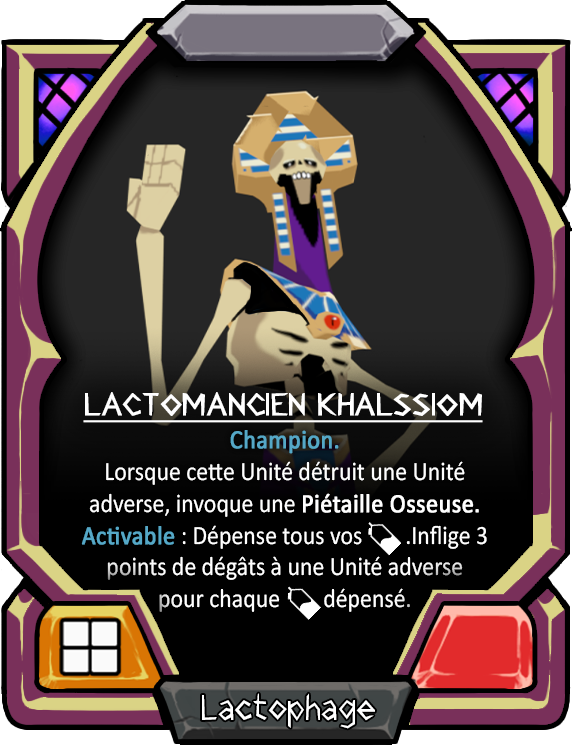 LACTOMANCIEN KHALSSIOM
Champion.
Lorsque cette Unité détruit une Unité
adverse, invoque une Piétaille Osseuse.
Activable : Dépense tous vos .Inflige 3
points de dégâts à une Unité adverse
pour chaque dépensé.
Lactophage